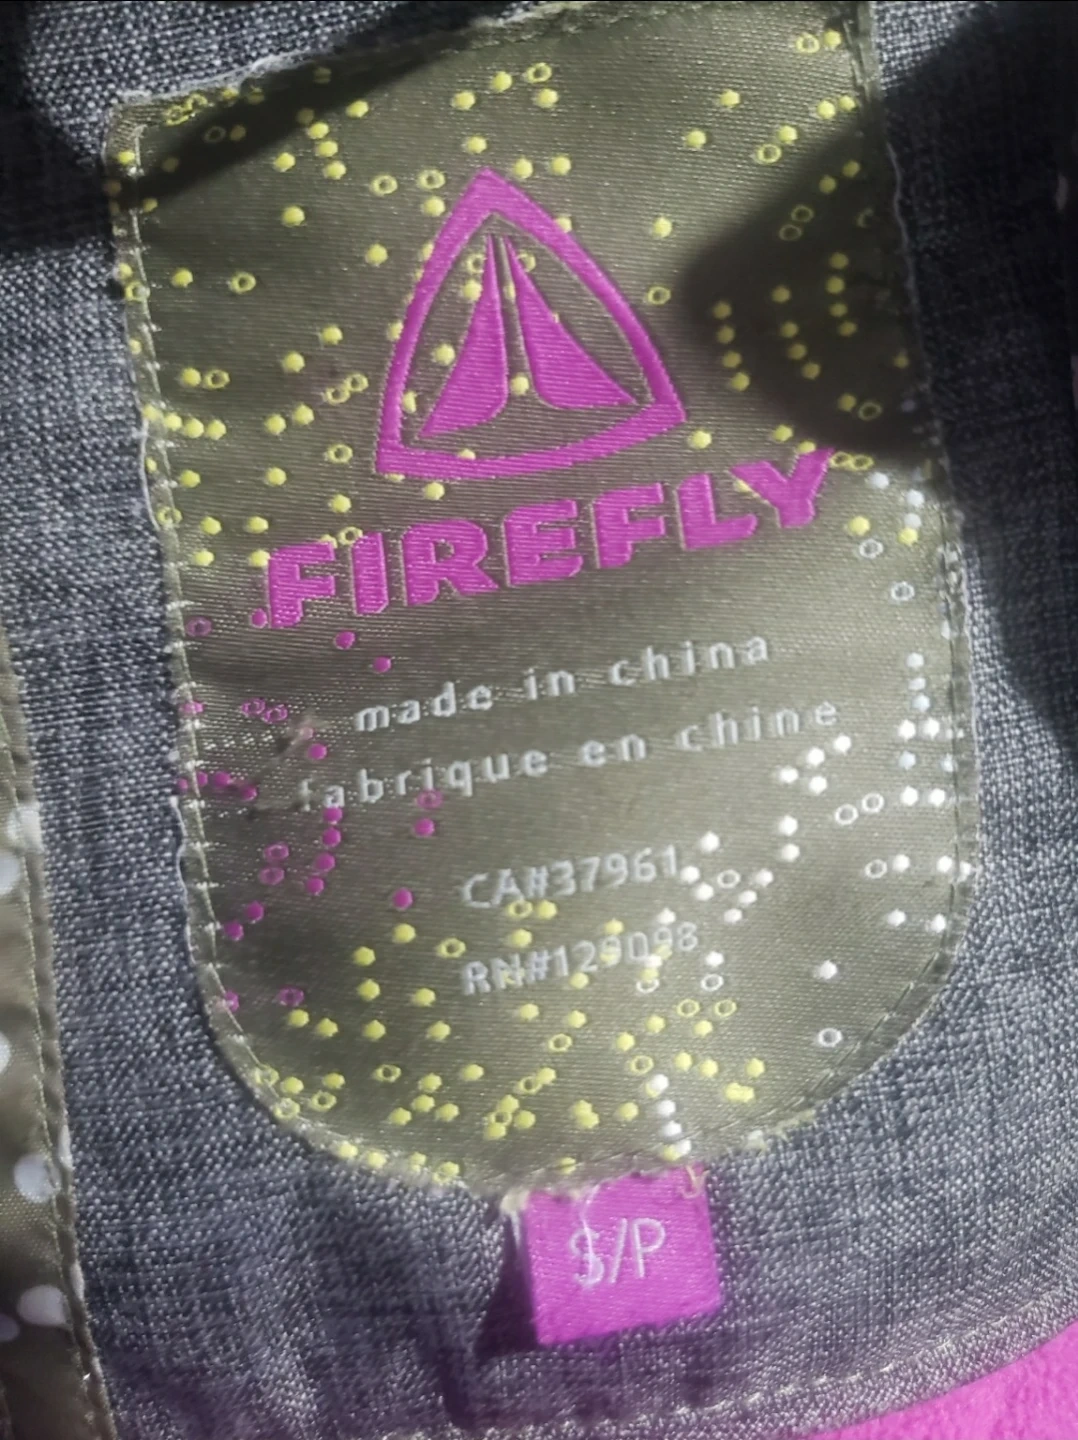 FIREFLY
made in china
fabrique en chine
CA#37961
RN#129098
S/P